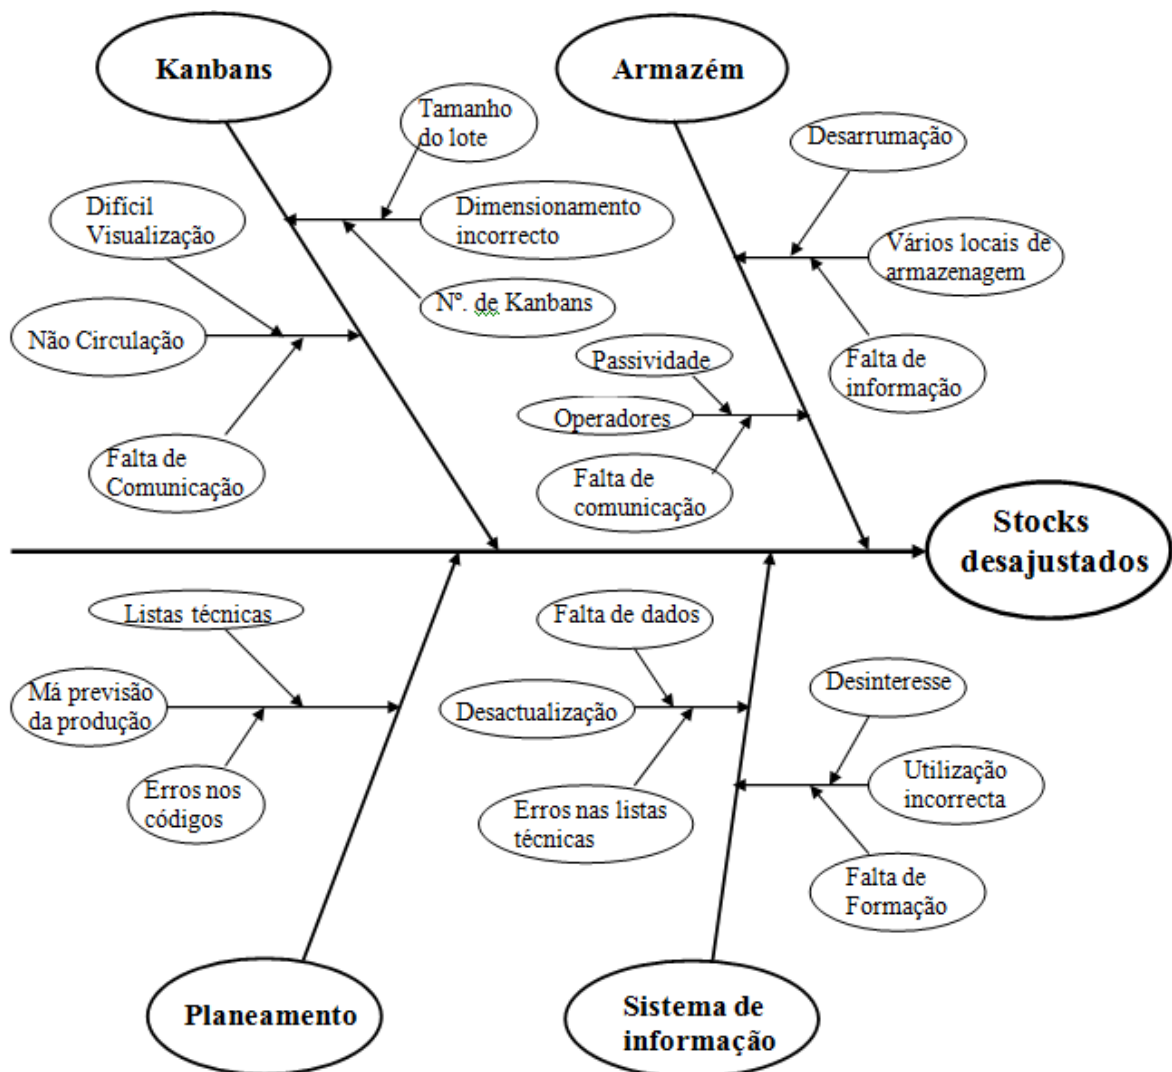 Kanbans
Armazém
Tamanho
do lote
Desarrumação
Difícil
Visualização
Dimensionamento
incorrecto
Vários locais de
armazenagem
Nº. de Kanbans
Não Circulação
Passividade
Falta de
informação
Operadores
Falta de
Comunicação
Falta de
comunicação
Stocks
desajustados
Listas técnicas
Falta de dados
Desinteresse
Má previsão
da produção
Desactualização
Utilização
incorrecta
Erros nos
códigos
Erros nas listas
técnicas
Falta de
Formação
Planeamento
Sistema de
informação